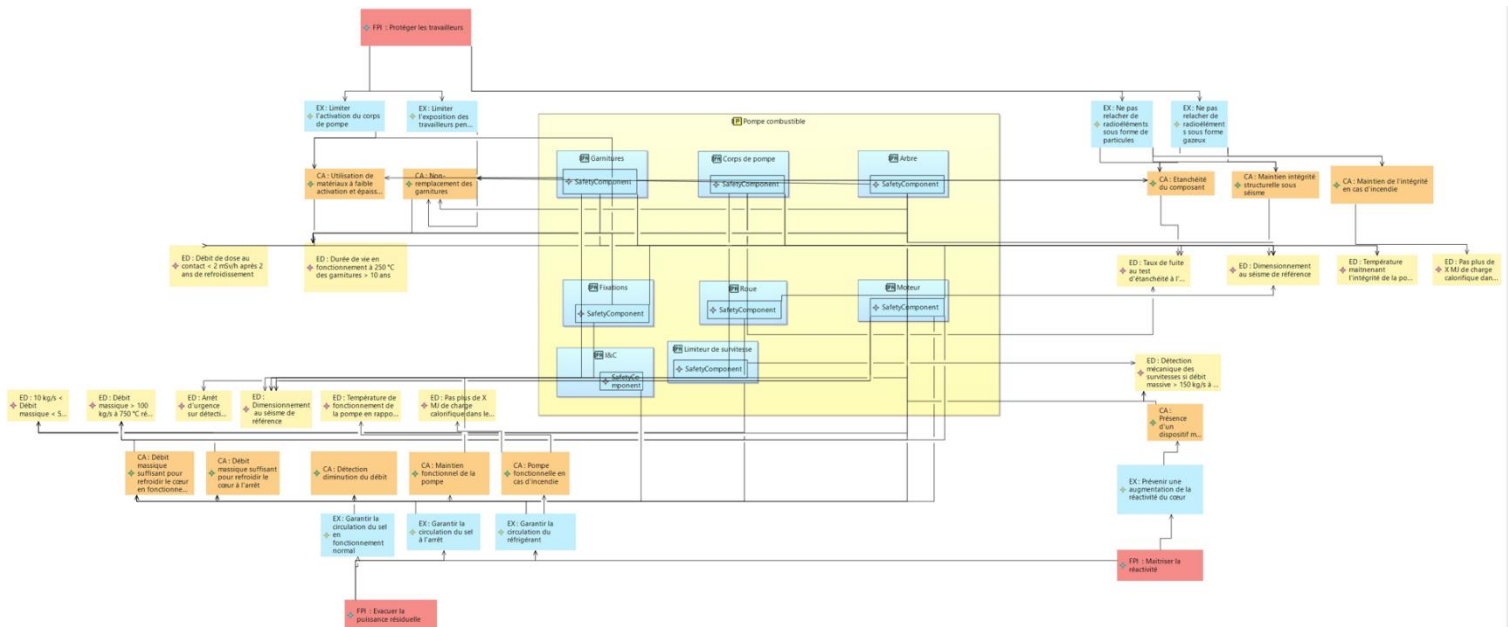 FPI : Protéger les travailleurs
EX : Limiter
l'activation du corps
de pompe
EX : Limiter
l'exposition des
travailleurs pen...
EX : Ne pas
relacher de
radioéléments
sous forme de
particules
EX : Ne pas
relacher de
radioélément
s sous forme
gazeux
Pompe combustible
Garnitures
SafetyComponent
Corps de pompe
SafetyComponent
Arbre
SafetyComponent
CA : Utilisation de
matériaux à faible
activation et épaiss...
CA : Non-
remplacement des
garnitures
CA : Etanchéité
du composant
CA : Maintien intégrité
structurelle sous
séisme
CA : Maintien de l'intégrité
en cas d'incendie
ED : Débit de dose au
contact < 2 mSv/h après 2
ans de refroidissement
ED : Durée de vie en
fonctionnement à 250 °C
des garnitures > 10 ans
ED : Taux de fuite
au test
d'étanchéité à l'...
ED : Dimensionnement
au séisme de référence
ED : Température
maitnenant
l'intégrité de la po...
ED : Pas plus de
X MJ de charge
calorifique dan...
Fixations
SafetyComponent
Roue
SafetyComponent
Moteur
SafetyComponent
I&C
SafetyCo
mponent
Limiteur de survitesse
SafetyComponent
ED : Détection
mécanique des
survitesses si débit
massive > 150 kg/s à ...
ED : 10 kg/s <
Débit
massique < 5...
ED : Débit
massique > 100
kg/s à 750 °C ré...
ED : Arrêt
d'urgence
sur détecti...
ED :
Dimensionnement
au séisme de
référence
ED : Température de
fonctionnement de
la pompe en rappo...
ED : Pas plus de X
MJ de charge
calorifique dans le...
CA :
Présence
d'un
dispositif m...
CA : Débit
massique
suffisant pour
refroidir le cœur
en fonctionne...
CA : Débit
massique suffisant
pour refroidir le
cœur à l'arrêt
CA : Détection
diminution du débit
CA : Maintien
fonctionnel de la
pompe
CA : Pompe
fonctionnelle en
cas d'incendie
EX : Prévenir une
augmentation de la
réactivité du cœur
EX : Garantir la
circulation du sel
en
fonctionnement
normal
EX : Garantir la
circulation du sel
à l'arrêt
EX : Garantir la
circulation du
réfrigérant
FPI : Maitriser la
réactivité
FPI : Evacuer la
puissance résiduelle